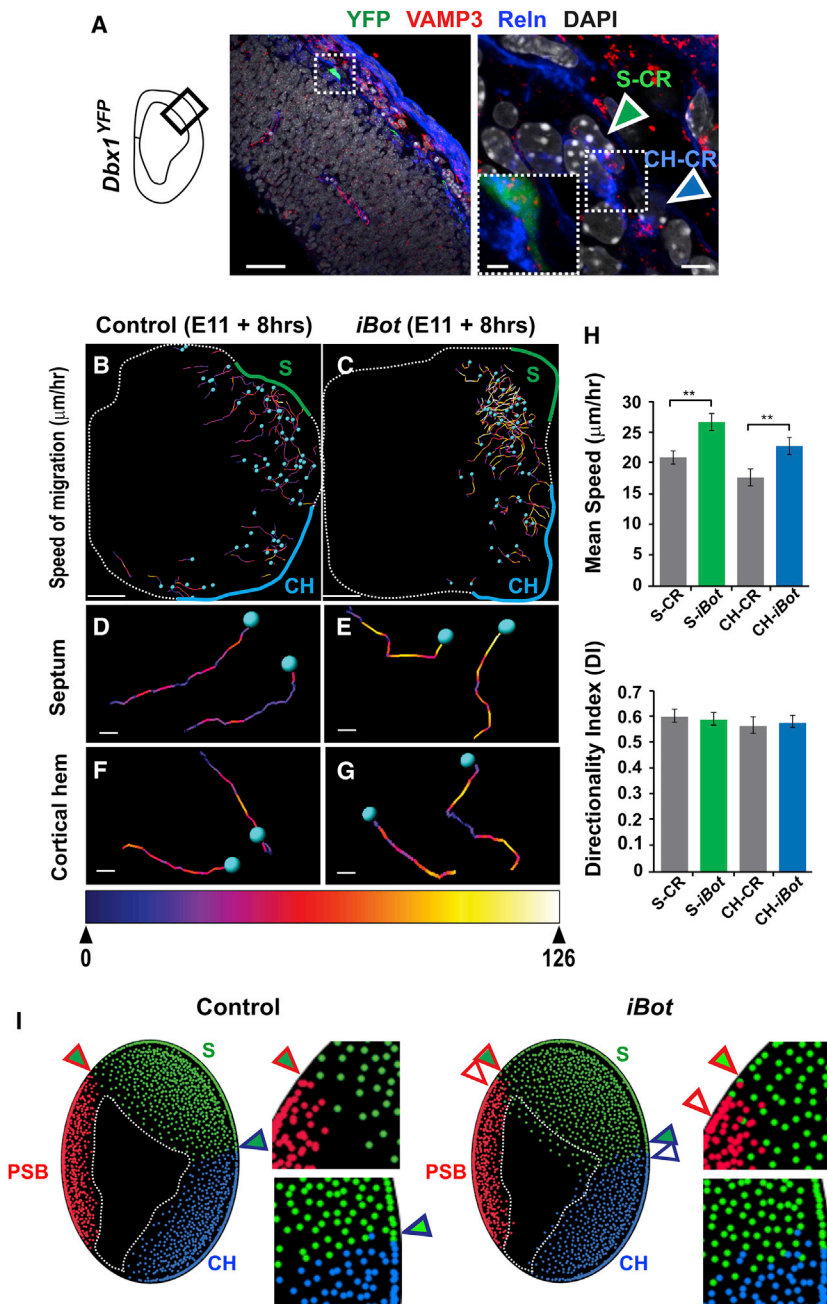 A
YFP VAMP3 Reln DAPI
Dbx1YFP
S-CR
CH-CR
Control (E11 + 8hrs)
iBot (E11 + 8hrs)
H
B
S
C
S
Speed of migration (μm/hr)
CH
CH
D
E
Septum
F
G
Cortical hem
0
126
**
**
30
25
20
15
10
5
0
Mean Speed (μm/hr)
S-CR
S-iBot
CH-CR
CH-iBot
0.7
0.6
0.5
0.4
0.3
0.2
0.1
0
Directionality Index (DI)
S-CR
S-iBot
CH-CR
CH-iBot
I
Control
iBot
S
PSB
CH
S
PSB
CH